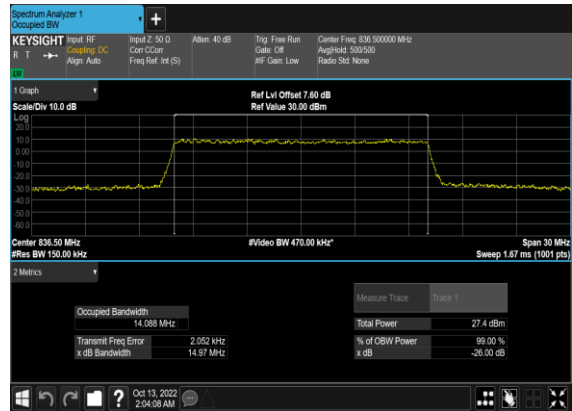 Spectrum Analyzer 1
Occupied BW
+
KEYSIGHT Input: RF Input Z: 50 Ω Atten: 40 dB Trig: Free Run Center Freq: 836.500000 MHz
R T Coupling: DC Corr CCorr Gate: Off Avg|Hold: 500/500
Align: Auto Freq Ref: Int (S) #IF Gain: Low Radio Std: None
LW
1 Graph Ref Lvl Offset 7.60 dB
Scale/Div 10.0 dB Ref Value 30.00 dBm
Log
20.0
10.0
0.00
-10.0
-20.0
-30.0
-40.0
-50.0
-60.0
Center 836.50 MHz #Video BW 470.00 kHz* Span 30 MHz
#Res BW 150.00 kHz Sweep 1.67 ms (1001 pts)
2 Metrics
Measure Trace Trace 1
Occupied Bandwidth
14.088 MHz Total Power 27.4 dBm
Transmit Freq Error 2.052 kHz % of OBW Power 99.00 %
x dB Bandwidth 14.97 MHz x dB -26.00 dB
? Oct 13, 2022
2:04:08 AM